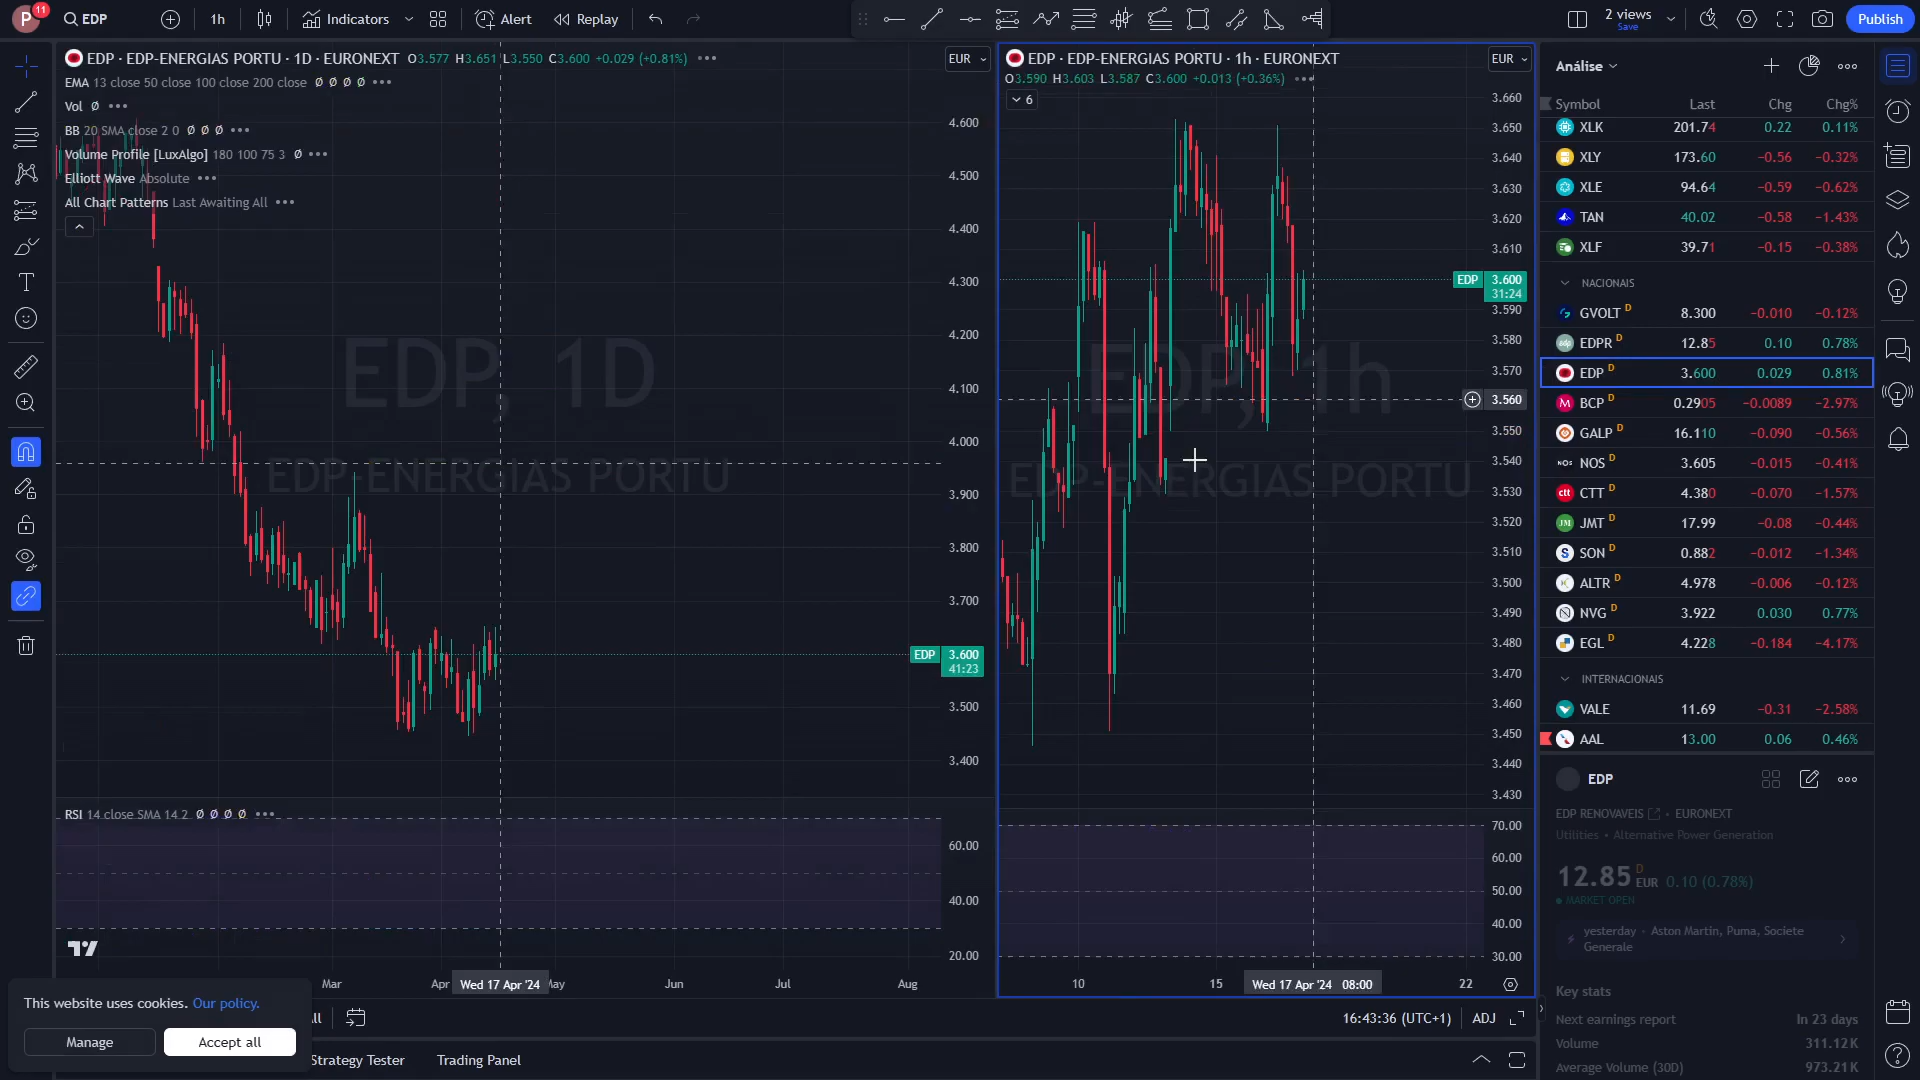 P 11 EDP 1h Indicators Alert Replay 2 views Save Publish
EDP · EDP-ENERGIAS PORTU · 1D · EURONEXT O3.577 H3.651 L3.550 C3.600 +0.029 (+0.81%)
EMA 13 close 50 close 100 close 200 close Ø Ø Ø Ø
Vol Ø
BB 20 SMA close 2 0 Ø Ø Ø
Volume Profile [LuxAlgo] 180 100 75 3 Ø
Elliott Wave Absolute
All Chart Patterns Last Awaiting All
EUR
4.600
4.500
4.400
4.300
4.200
4.100
4.000
3.900
3.800
3.700
EDP 3.600
41:23
3.500
3.400
EDP, 1D
EDP-ENERGIAS PORTU
RSI 14 close SMA 14 2 Ø Ø Ø Ø
60.00
40.00
20.00
Mar Apr Wed 17 Apr '24 May Jun Jul Aug
EDP · EDP-ENERGIAS PORTU · 1h · EURONEXT
O3.590 H3.603 L3.587 C3.600 +0.013 (+0.36%)
6
EUR
3.660
3.650
3.640
3.630
3.620
3.610
EDP 3.600
31:24
3.590
3.580
3.570
3.560
3.550
3.540
3.530
3.520
3.510
3.500
3.490
3.480
3.470
3.460
3.450
3.440
3.430
EDP, 1h
EDP-ENERGIAS PORTU
70.00
60.00
50.00
40.00
30.00
10 15 Wed 17 Apr '24 08:00 22
16:43:36 (UTC+1) ADJ
Strategy Tester Trading Panel
This website uses cookies. Our policy.
Manage Accept all
Análise
Symbol Last Chg Chg%
XLK 201.74 0.22 0.11%
XLY 173.60 −0.56 −0.32%
XLE 94.64 −0.59 −0.62%
TAN 40.02 −0.58 −1.43%
XLF 39.71 −0.15 −0.38%
NACIONAIS
GVOLT D 8.300 −0.010 −0.12%
EDPR D 12.85 0.10 0.78%
EDP D 3.600 0.029 0.81%
BCP D 0.2905 −0.0089 −2.97%
GALP D 16.110 −0.090 −0.56%
NOS D 3.605 −0.015 −0.41%
CTT D 4.380 −0.070 −1.57%
JMT D 17.99 −0.08 −0.44%
SON D 0.882 −0.012 −1.34%
ALTR D 4.978 −0.006 −0.12%
NVG D 3.922 0.030 0.77%
EGL D 4.228 −0.184 −4.17%
INTERNACIONAIS
VALE 11.69 −0.31 −2.58%
AAL 13.00 0.06 0.46%
EDP
EDP RENOVAVEIS • EURONEXT
Utilities • Alternative Power Generation
12.85 D EUR 0.10 (0.78%)
MARKET OPEN
yesterday • Aston Martin, Puma, Societe
Generale
Key stats
Next earnings report In 23 days
Volume 311.12K
Average Volume (30D) 973.21K